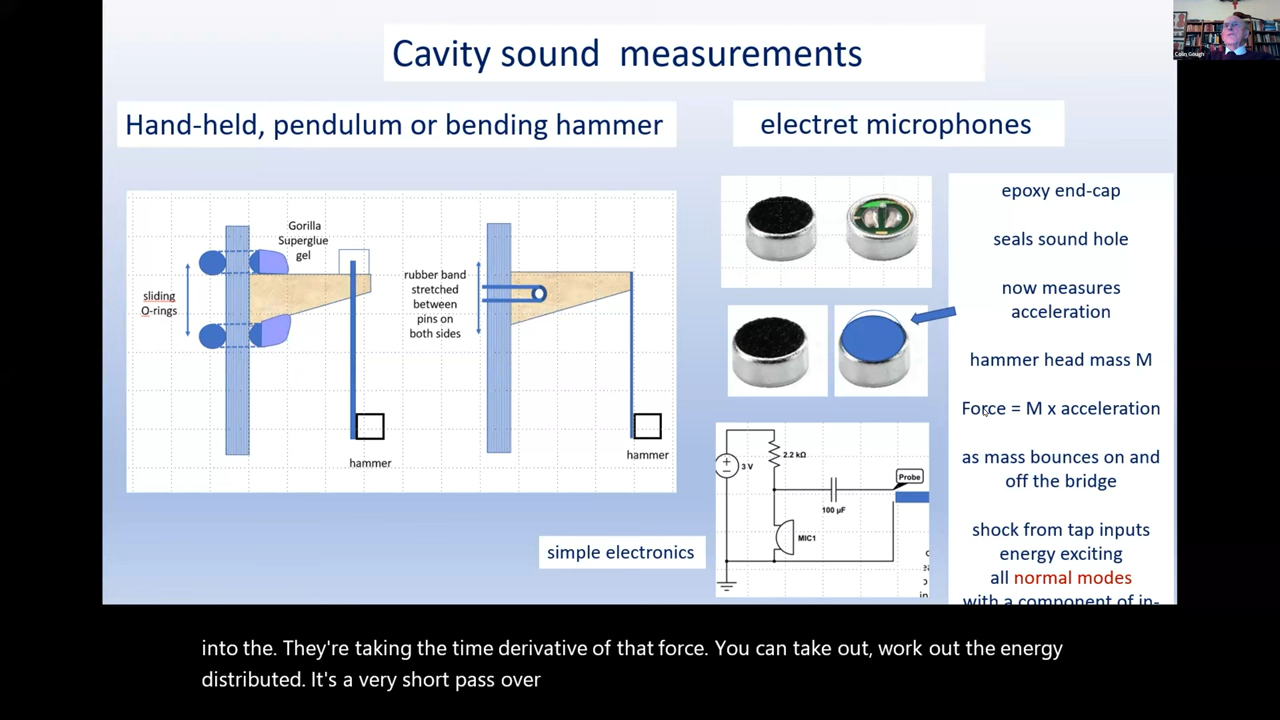 Cavity sound measurements
Colin Gough
Hand-held, pendulum or bending hammer
electret microphones
Gorilla
Superglue
gel
sliding
O-rings
hammer
rubber band
stretched
between
pins on
both sides
hammer
epoxy end-cap
seals sound hole
now measures
acceleration
hammer head mass M
Force = M x acceleration
as mass bounces on and
off the bridge
shock from tap inputs
energy exciting
all normal modes
with a component of in-
3 V
2.2 kΩ
100 µF
Probe
MIC1
simple electronics
into the. They're taking the time derivative of that force. You can take out, work out the energy
distributed. It's a very short pass over